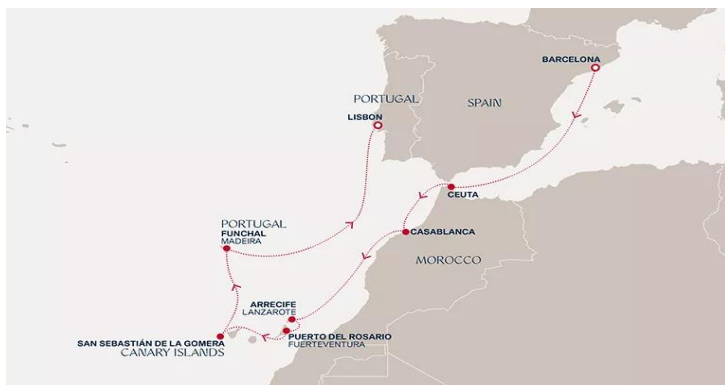 BARCELONA
PORTUGAL
SPAIN
LISBON
CEUTA
PORTUGAL
FUNCHAL
MADEIRA
CASABLANCA
MOROCCO
ARRECIFE
LANZAROTE
PUERTO DEL ROSARIO
FUERTEVENTURA
SAN SEBASTIÁN DE LA GOMERA
CANARY ISLANDS